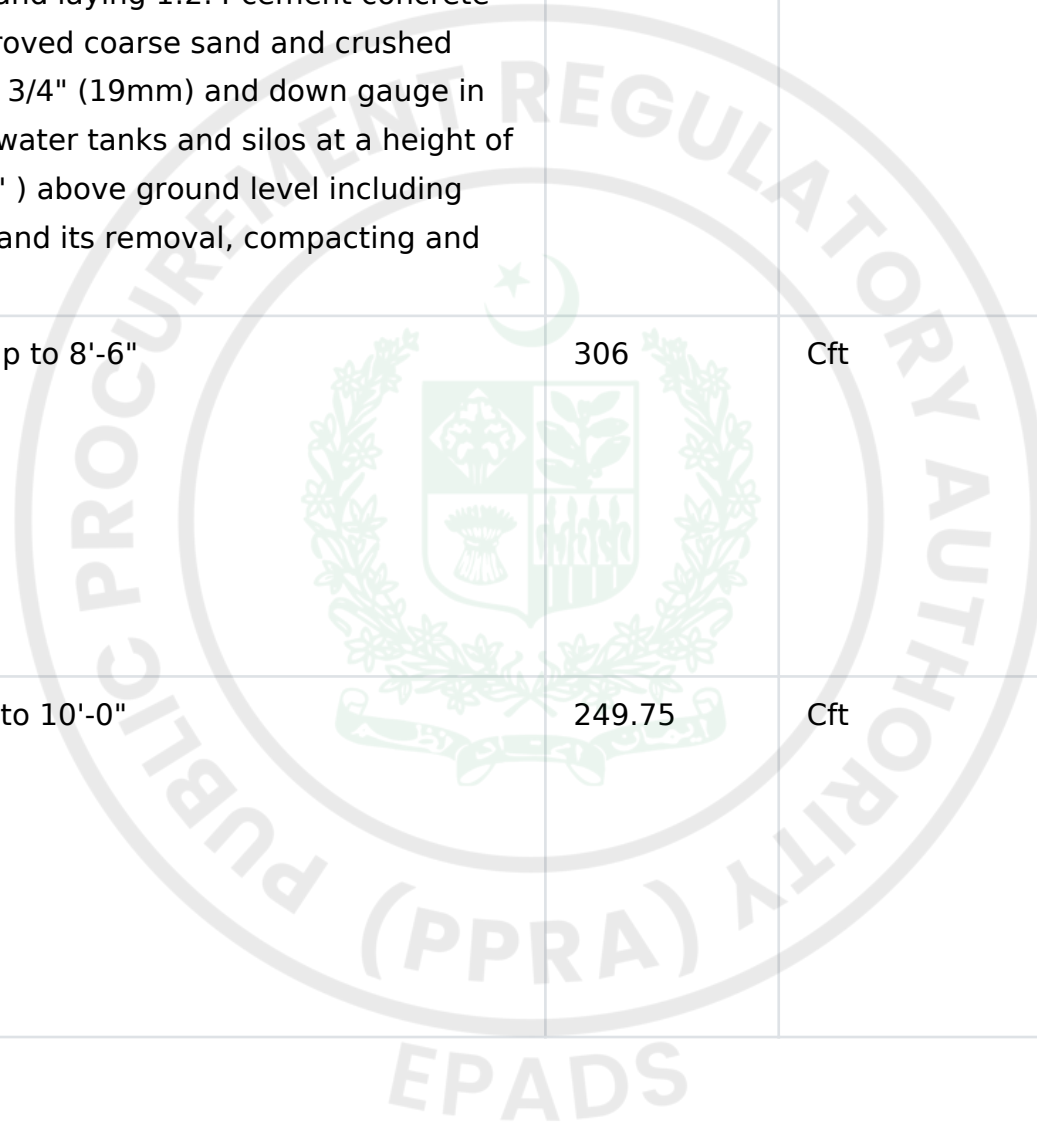 and laying 1:2:4 cement concrete
roved coarse sand and crushed
3/4" (19mm) and down gauge in
water tanks and silos at a height of
' ) above ground level including
and its removal, compacting and
p to 8'-6" 306 Cft
to 10'-0" 249.75 Cft
PUBLIC PROCUREMENT REGULATORY AUTHORITY
(PPRA)
EPADS